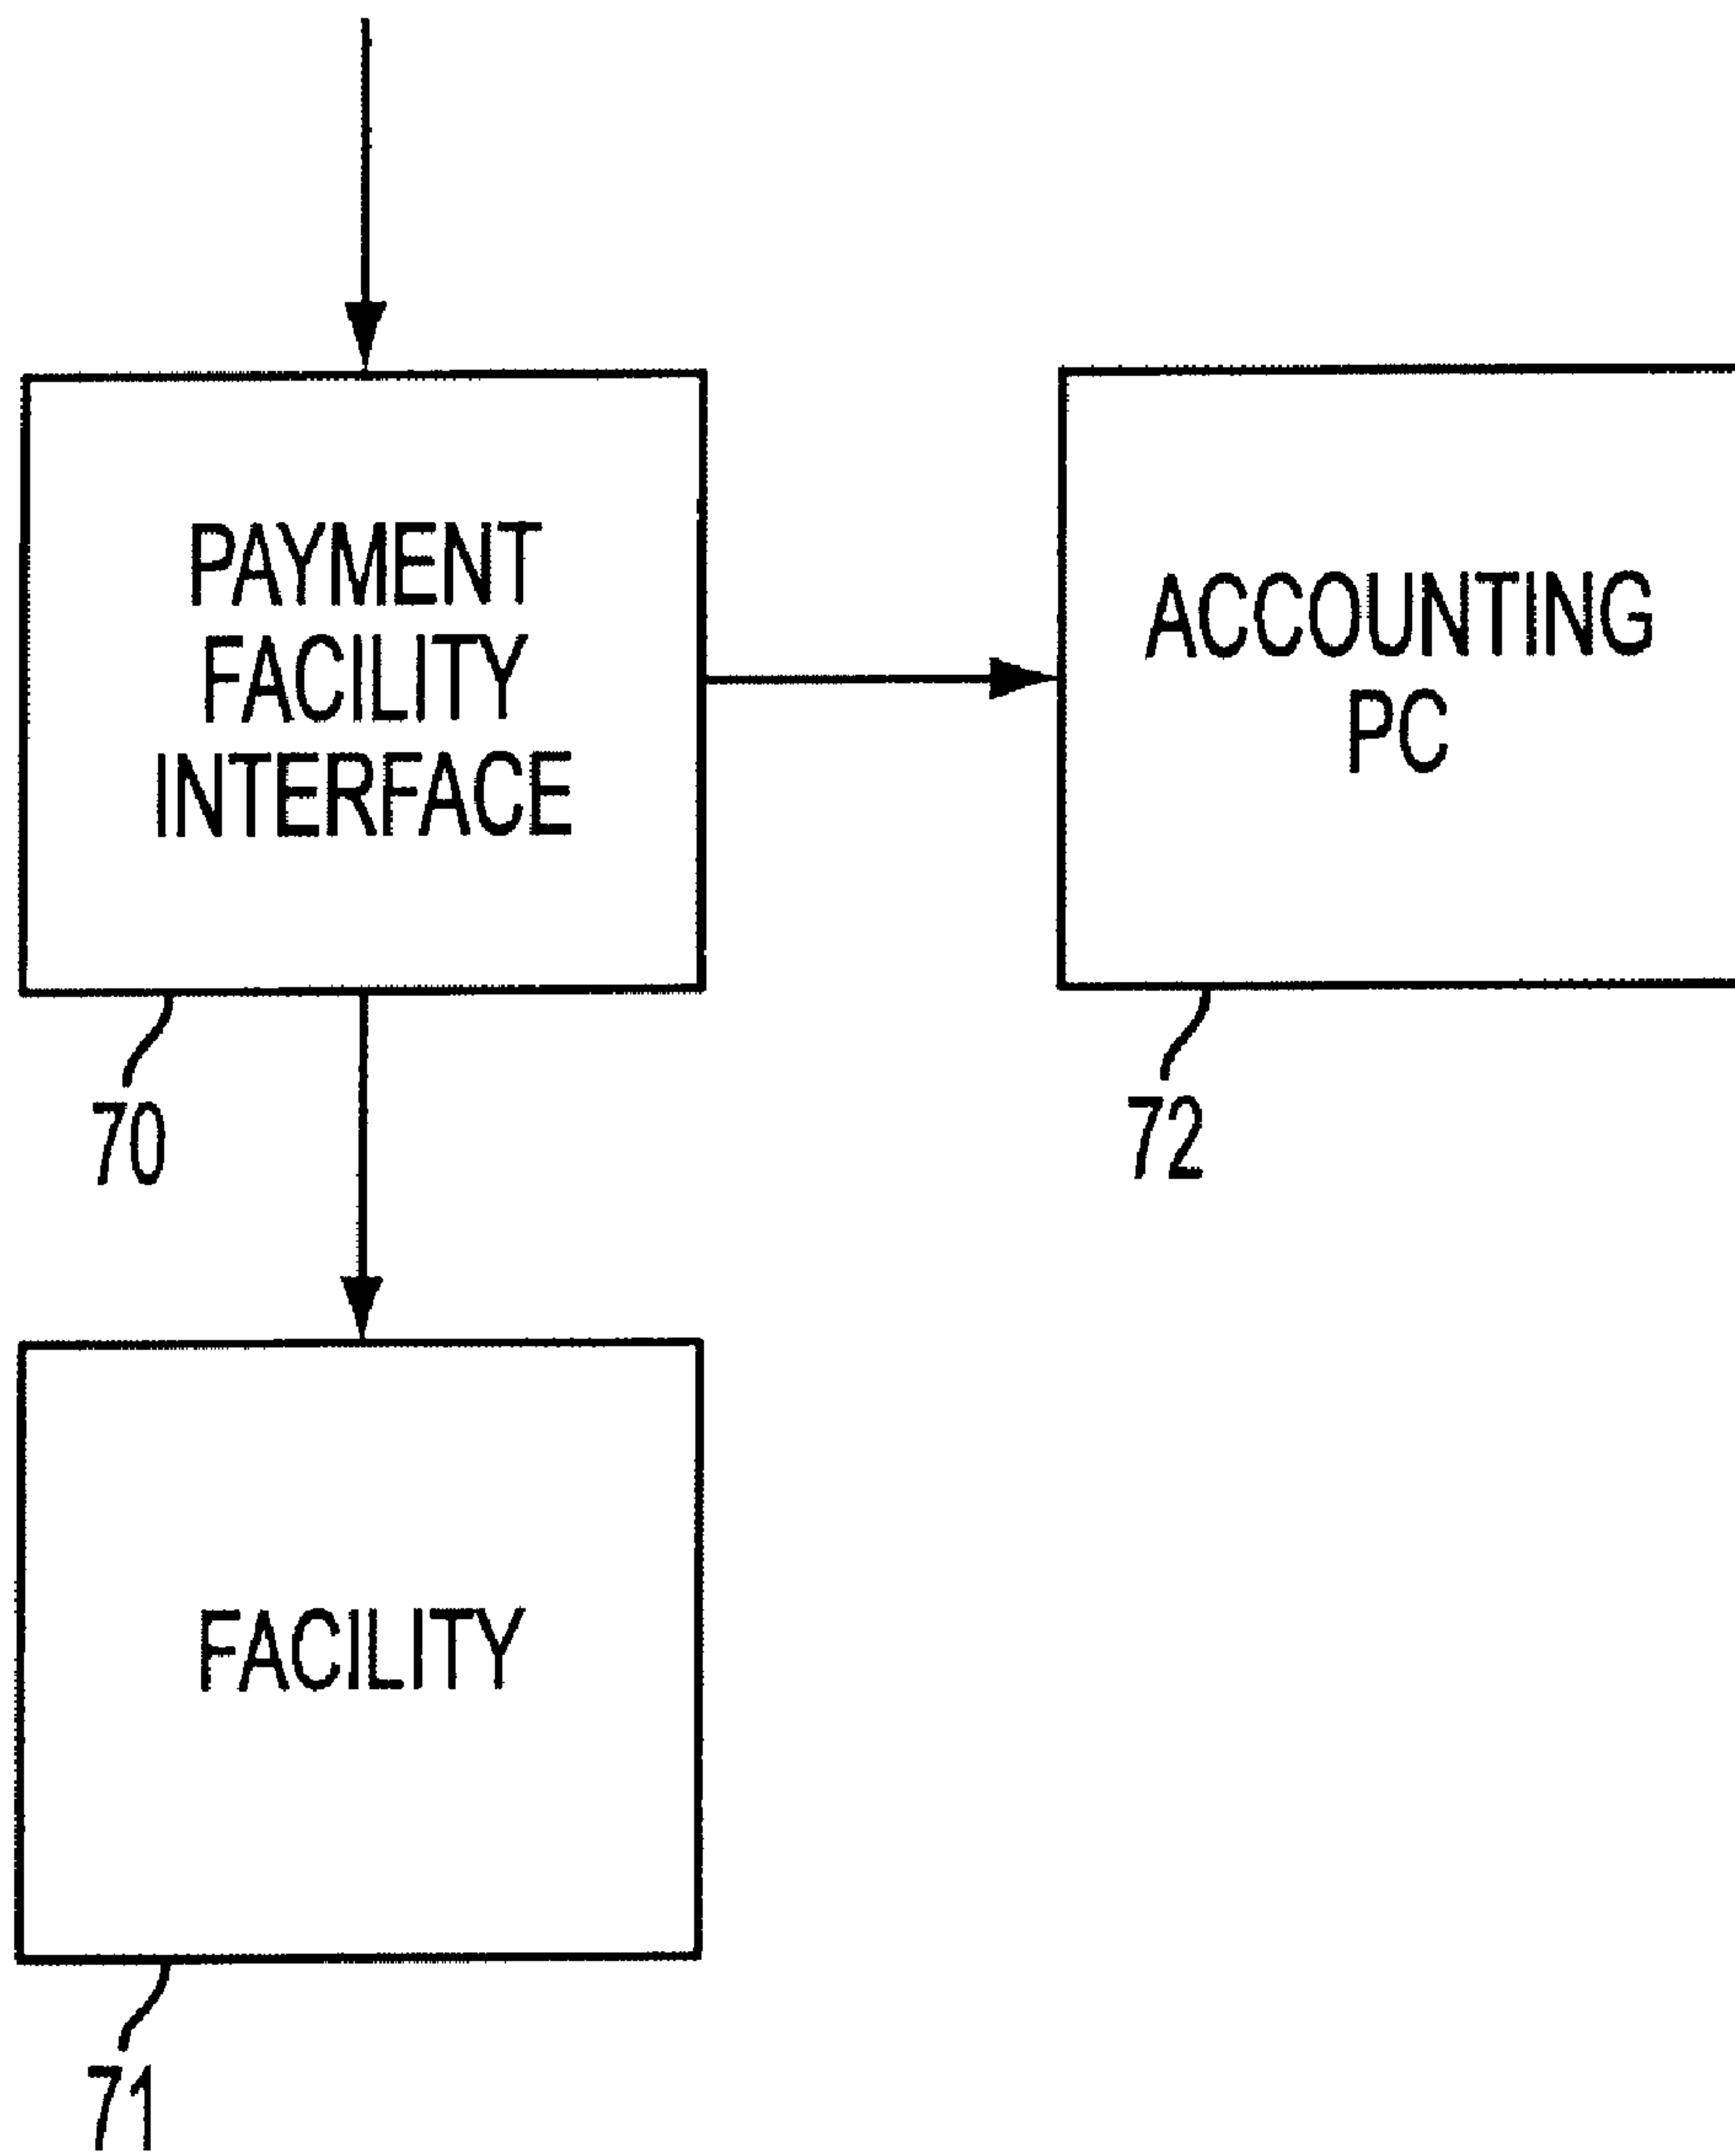 PAYMENT
FACILITY
INTERFACE
ACCOUNTING
PC
70
72
FACILITY
71